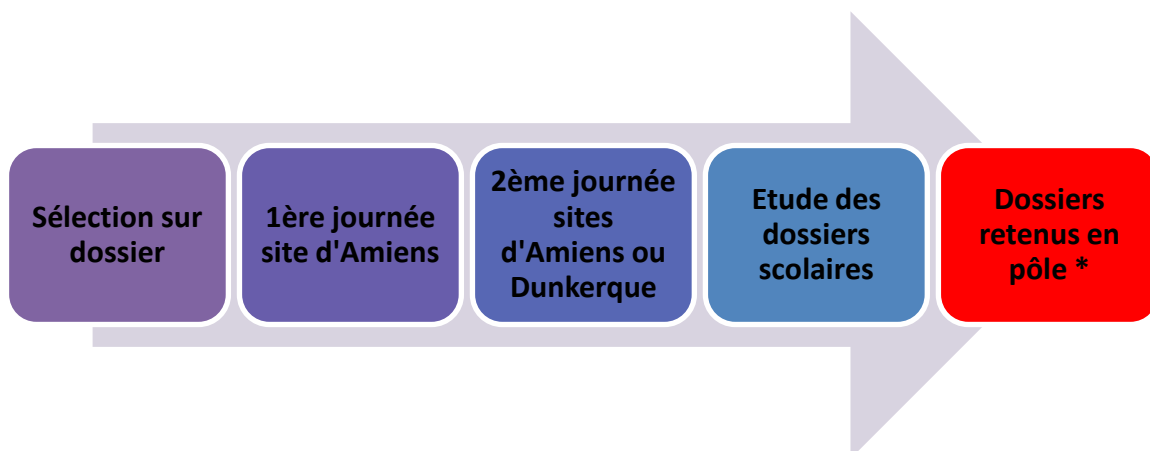 Sélection sur
dossier
1ère journée
site d'Amiens
2ème journée
sites
d'Amiens ou
Dunkerque
Etude des
dossiers
scolaires
Dossiers
retenus en
pôle *